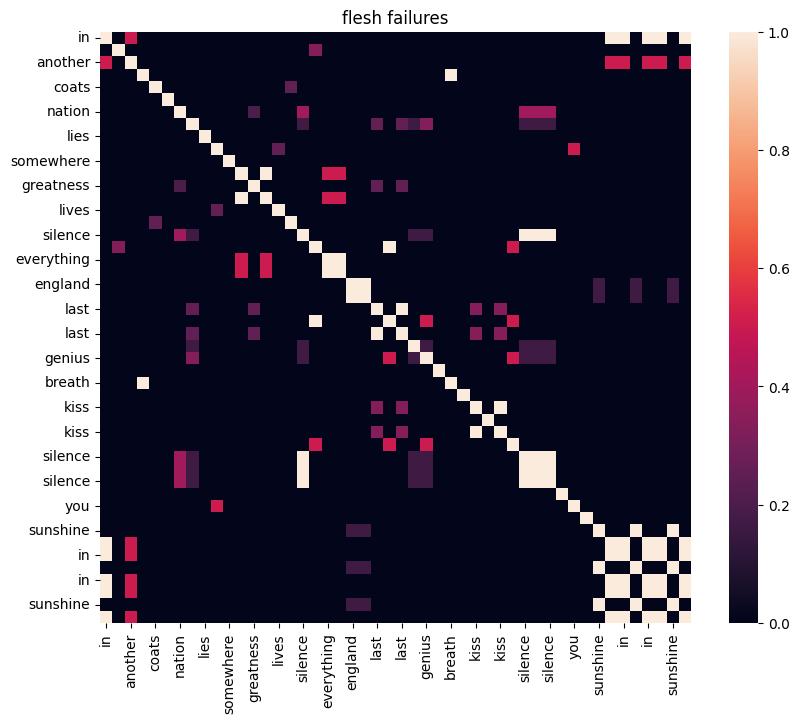 flesh failures
in
another
coats
nation
lies
somewhere
greatness
lives
silence
everything
england
last
last
genius
breath
kiss
kiss
silence
silence
you
sunshine
in
in
sunshine
in
another
coats
nation
lies
somewhere
greatness
lives
silence
everything
england
last
last
genius
breath
kiss
kiss
silence
silence
you
sunshine
in
in
sunshine
1.0
0.8
0.6
0.4
0.2
0.0